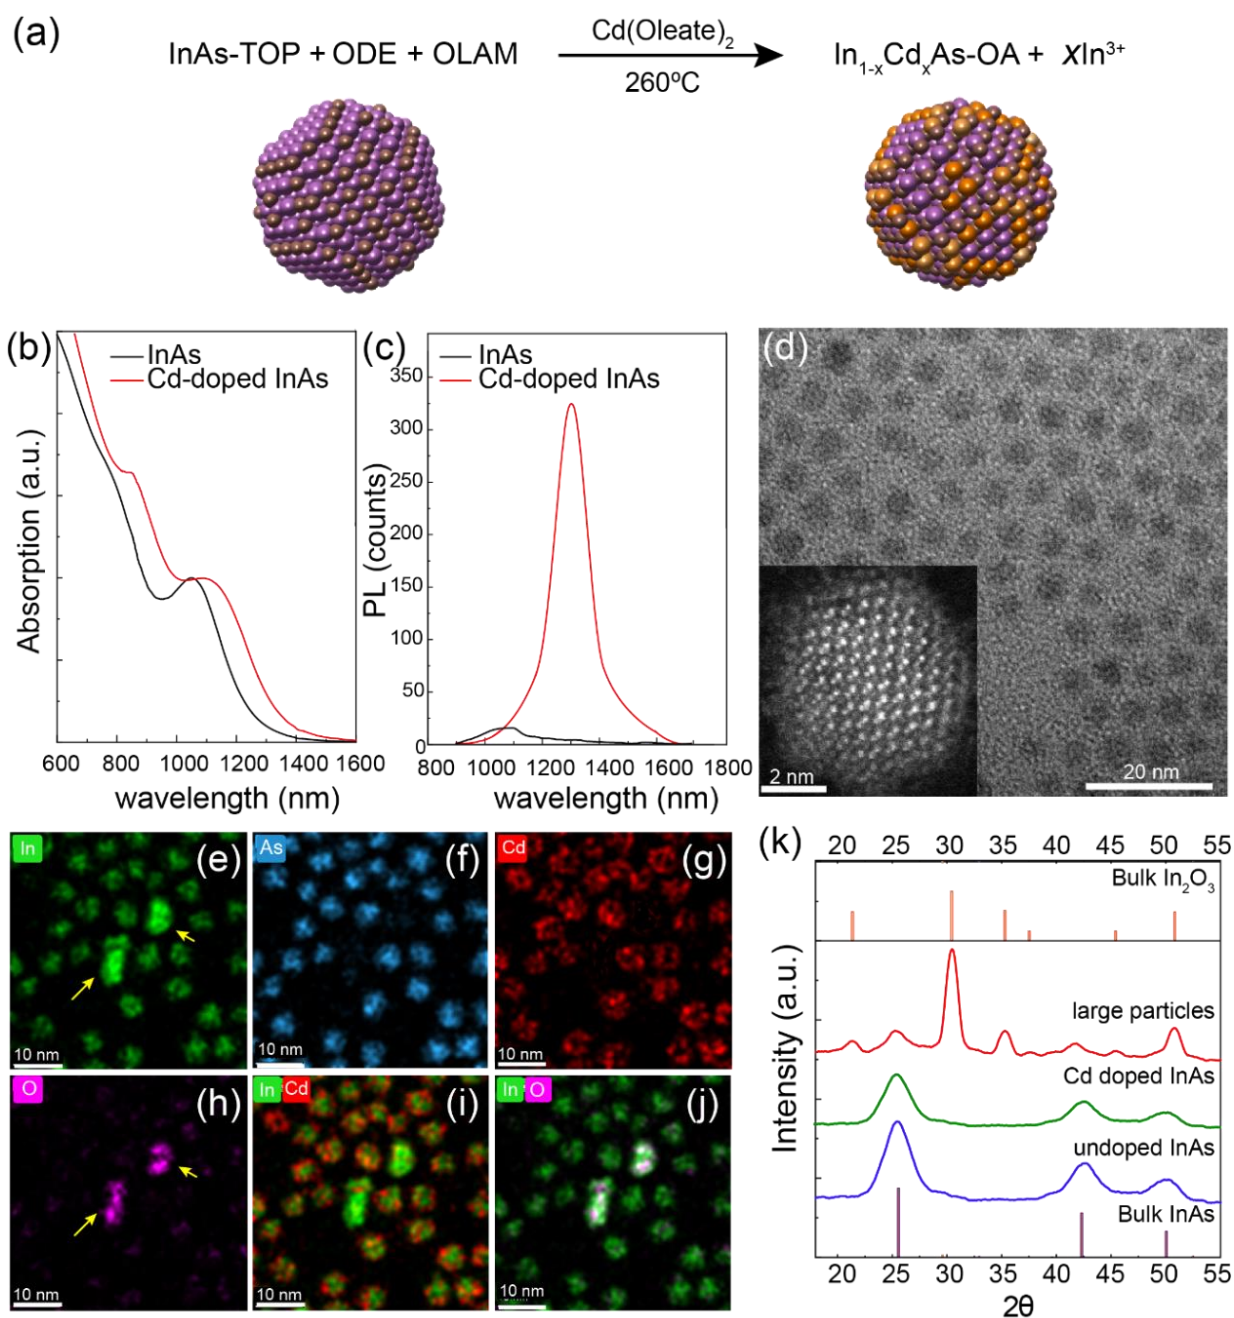 (a)
InAs-TOP + ODE + OLAM
Cd(Oleate)₂
260ºC
In₁₋ₓCdₓAs-OA + xIn³⁺
(b)
InAs
Cd-doped InAs
Absorption (a.u.)
600 800 1000 1200 1400 1600
wavelength (nm)
(c)
InAs
Cd-doped InAs
PL (counts)
350
300
250
200
150
100
50
0
800 1000 1200 1400 1600 1800
wavelength (nm)
(d)
2 nm
20 nm
In
(e)
10 nm
As
(f)
10 nm
Cd
(g)
10 nm
O
(h)
10 nm
In Cd
(i)
10 nm
In O
(j)
10 nm
(k)
20 25 30 35 40 45 50 55
Bulk In₂O₃
large particles
Cd doped InAs
undoped InAs
Bulk InAs
Intensity (a.u.)
20 25 30 35 40 45 50 55
2θ